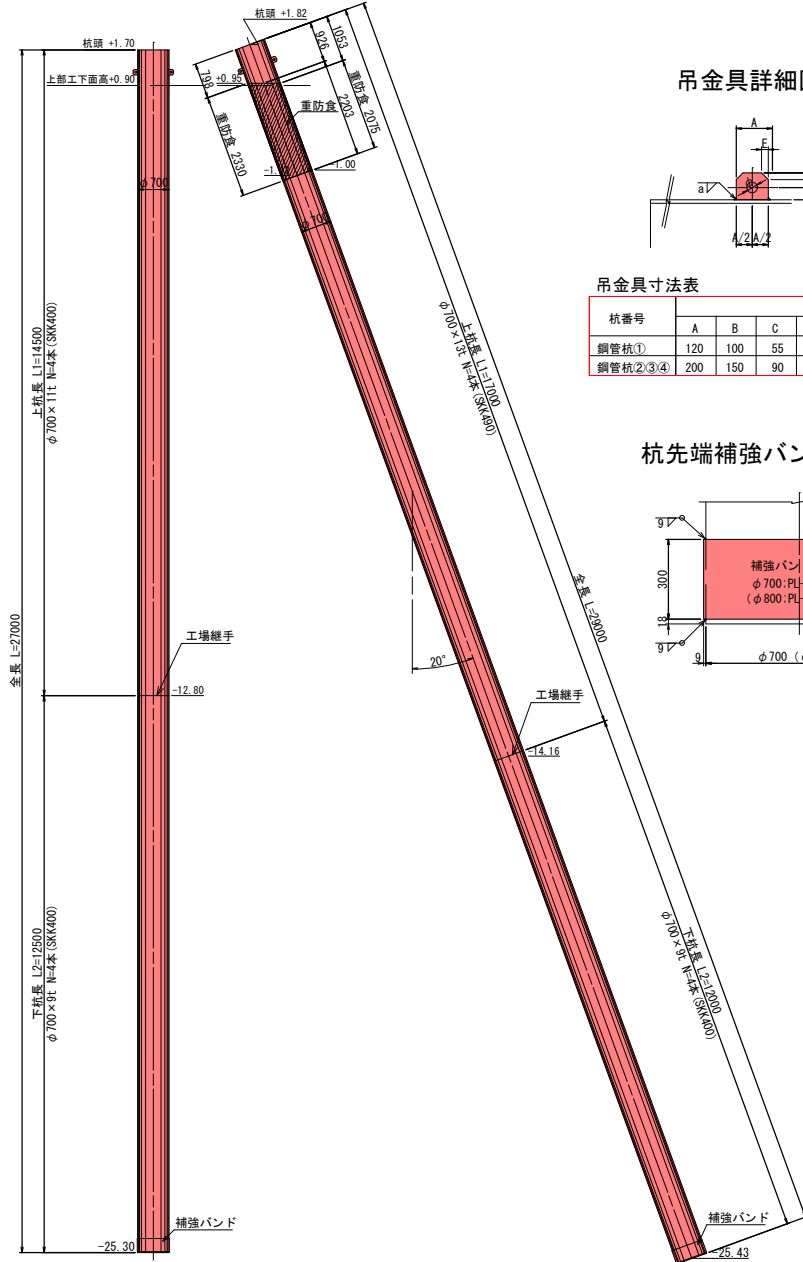 杭頭 +1.70
上部工下面高+0.90
φ700
上杭長 L1=14500
φ700×11t N=4本(SKK400)
全長 L=27000
工場継手
-12.80
下杭長 L2=12500
φ700×9t N=4本(SKK400)
補強バンド
-25.30
杭頭 +1.82
926
1053
798
+0.95
重防食
2203
重防食 2075
重防食 2330
-1.00
φ700
上杭長 L1=17000
φ700×13t N=4本(SKK490)
全長 L=29000
20°
工場継手
-14.16
下杭長 L2=12000
φ700×9t N=4本(SKK400)
補強バンド
-25.43
吊金具詳細
A
E
a
A/2 A/2
吊金具寸法表
杭番号 A B C
鋼管杭① 120 100 55
鋼管杭②③④ 200 150 90
杭先端補強バン
9
300
補強バン
φ700;PL
(φ800;PL
18
9
9
φ700 (